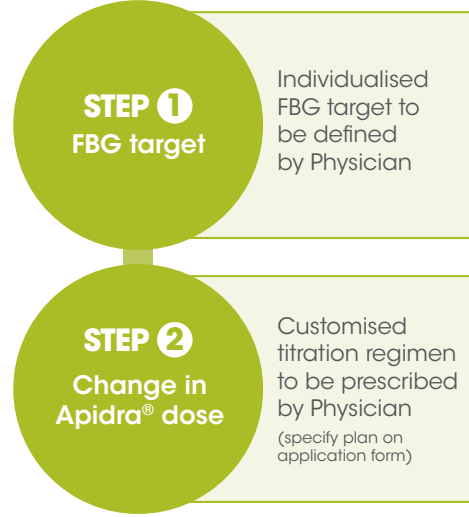 STEP 1
FBG target
Individualised
FBG target to
be defined
by Physician
STEP 2
Change in
Apidra® dose
Customised
titration regimen
to be prescribed
by Physician
(specify plan on
application form)